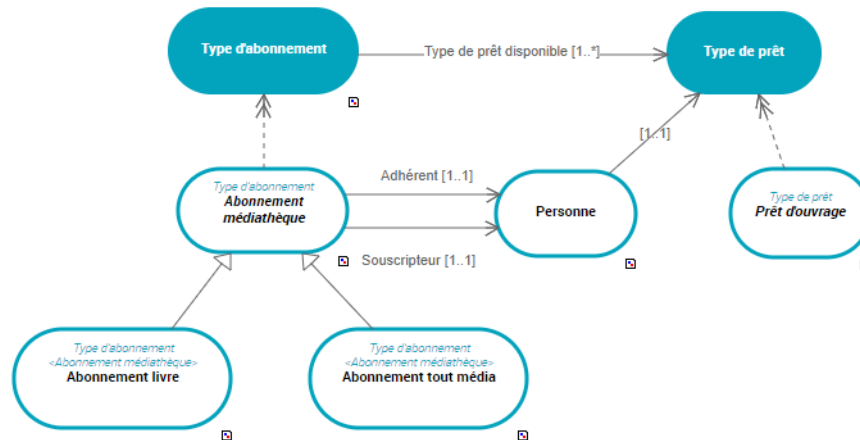 Type d'abonnement
Type de prêt disponible [1..*]
Type de prêt
[1..1]
Type d'abonnement
Abonnement
médiathèque
Adhérent [1..1]
Personne
Type de prêt
Prêt d'ouvrage
Souscripteur [1..1]
Type d'abonnement
<Abonnement médiathèque>
Abonnement livre
Type d'abonnement
<Abonnement médiathèque>
Abonnement tout média